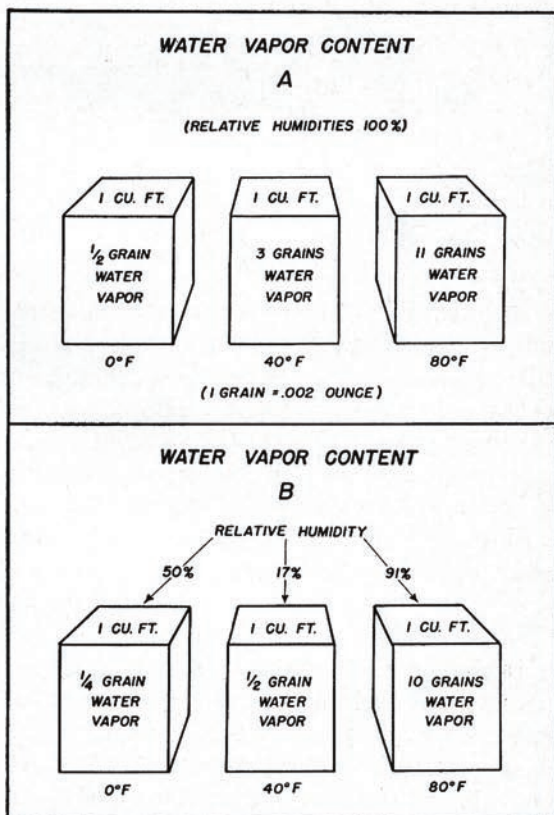 WATER VAPOR CONTENT
A
(RELATIVE HUMIDITIES 100%)
1 CU. FT.
½ GRAIN
WATER
VAPOR
0°F
1 CU. FT.
3 GRAINS
WATER
VAPOR
40°F
1 CU. FT.
11 GRAINS
WATER
VAPOR
80°F
(1 GRAIN = .002 OUNCE)
WATER VAPOR CONTENT
B
RELATIVE HUMIDITY
50%
17%
91%
1 CU. FT.
¼ GRAIN
WATER
VAPOR
0°F
1 CU. FT.
½ GRAIN
WATER
VAPOR
40°F
1 CU. FT.
10 GRAINS
WATER
VAPOR
80°F